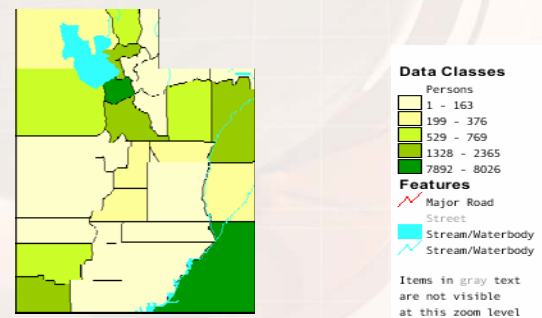 Data Classes
Persons
1 - 163
199 - 376
529 - 769
1328 - 2365
7892 - 8026
Features
Major Road
Street
Stream/Waterbody
Stream/Waterbody
Items in gray text
are not visible
at this zoom level